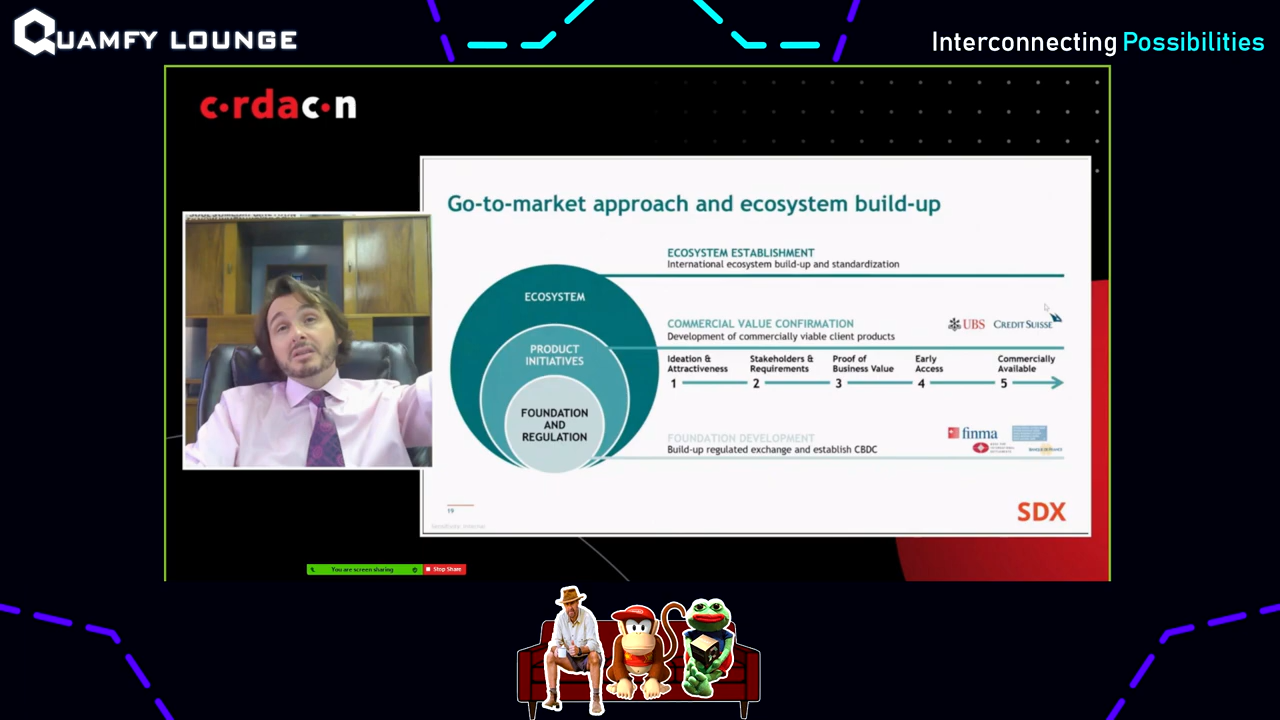 QUAMFY LOUNGE
Interconnecting Possibilities
c·rdac·n
Go-to-market approach and ecosystem build-up
ECOSYSTEM ESTABLISHMENT
International ecosystem build-up and standardization
ECOSYSTEM
COMMERCIAL VALUE CONFIRMATION
Development of commercially viable client products
UBS CREDIT SUISSE
PRODUCT
INITIATIVES
Ideation &
Attractiveness
Stakeholders &
Requirements
Proof of
Business Value
Early
Access
Commercially
Available
1 2 3 4 5
FOUNDATION
AND
REGULATION
FOUNDATION DEVELOPMENT
Build-up regulated exchange and establish CBDC
finma
19
SDX
You are screen sharing
Stop Share